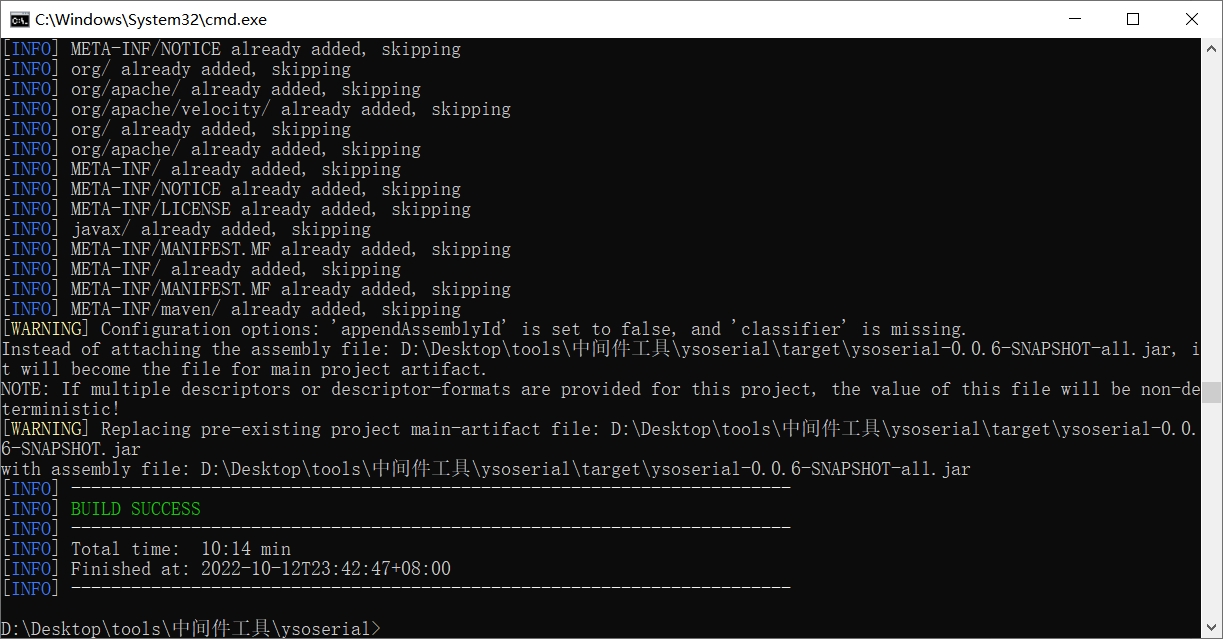 C:\Windows\System32\cmd.exe
[INFO] META-INF/NOTICE already added, skipping
[INFO] org/ already added, skipping
[INFO] org/apache/ already added, skipping
[INFO] org/apache/velocity/ already added, skipping
[INFO] org/ already added, skipping
[INFO] org/apache/ already added, skipping
[INFO] META-INF/ already added, skipping
[INFO] META-INF/NOTICE already added, skipping
[INFO] META-INF/LICENSE already added, skipping
[INFO] javax/ already added, skipping
[INFO] META-INF/MANIFEST.MF already added, skipping
[INFO] META-INF/ already added, skipping
[INFO] META-INF/MANIFEST.MF already added, skipping
[INFO] META-INF/maven/ already added, skipping
[WARNING] Configuration options: 'appendAssemblyId' is set to false, and 'classifier' is missing.
Instead of attaching the assembly file: D:\Desktop\tools\中间件工具\ysoserial\target\ysoserial-0.0.6-SNAPSHOT-all.jar, i
t will become the file for main project artifact.
NOTE: If multiple descriptors or descriptor-formats are provided for this project, the value of this file will be non-de
terministic!
[WARNING] Replacing pre-existing project main-artifact file: D:\Desktop\tools\中间件工具\ysoserial\target\ysoserial-0.0.
6-SNAPSHOT.jar
with assembly file: D:\Desktop\tools\中间件工具\ysoserial\target\ysoserial-0.0.6-SNAPSHOT-all.jar
[INFO] ------------------------------------------------------------------------
[INFO] BUILD SUCCESS
[INFO] ------------------------------------------------------------------------
[INFO] Total time:  10:14 min
[INFO] Finished at: 2022-10-12T23:42:47+08:00
[INFO] ------------------------------------------------------------------------
D:\Desktop\tools\中间件工具\ysoserial>